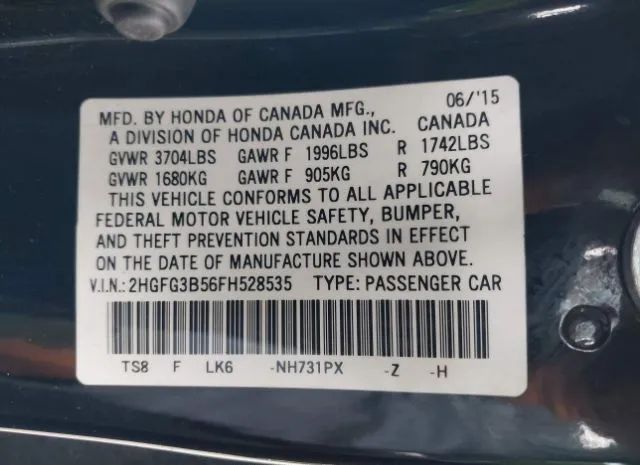 06/'15
MFD. BY HONDA OF CANADA MFG.,
A DIVISION OF HONDA CANADA INC. CANADA
GVWR 3704LBS GAWR F 1996LBS R 1742LBS
GVWR 1680KG GAWR F 905KG R 790KG
THIS VEHICLE CONFORMS TO ALL APPLICABLE
FEDERAL MOTOR VEHICLE SAFETY, BUMPER,
AND THEFT PREVENTION STANDARDS IN EFFECT
ON THE DATE OF MANUFACTURE SHOWN ABOVE.
V.I.N.: 2HGFG3B56FH528535 TYPE: PASSENGER CAR
TS8 F LK6 -NH731PX -Z -H